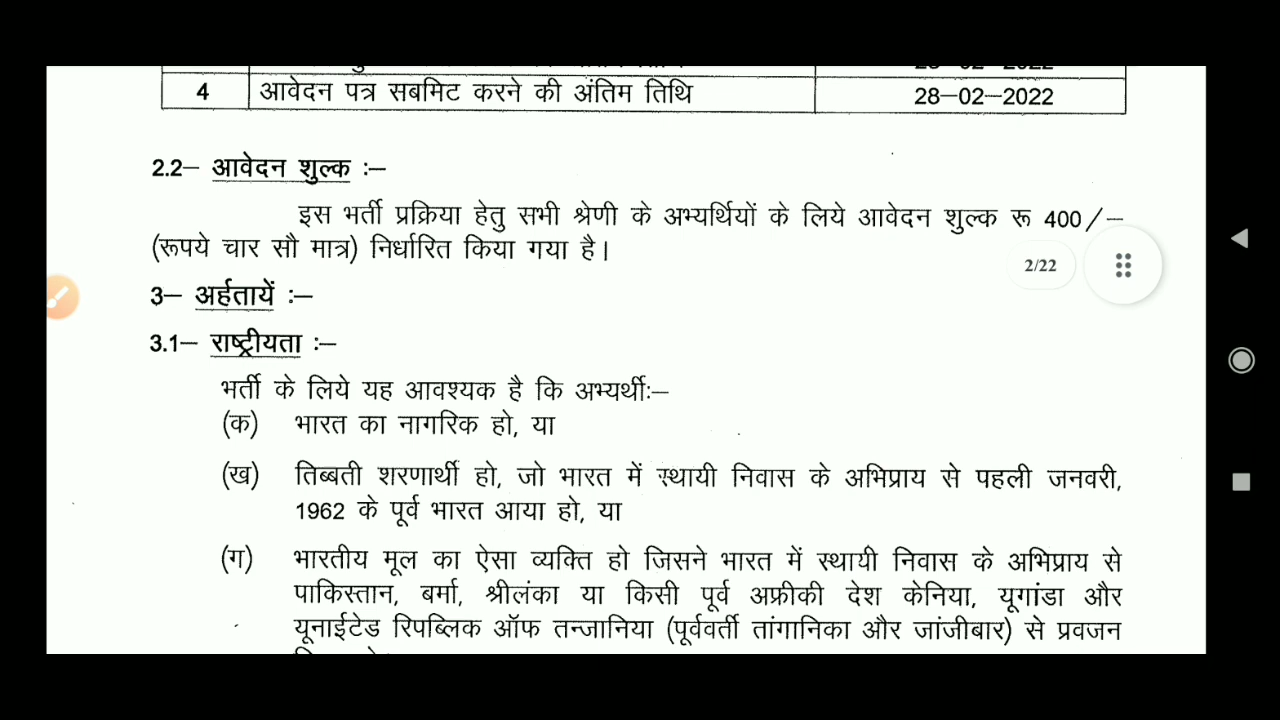 4 आवेदन पत्र सबमिट करने की अंतिम तिथि 28–02–2022
2.2– आवेदन शुल्क :–
इस भर्ती प्रक्रिया हेतु सभी श्रेणी के अभ्यर्थियों के लिये आवेदन शुल्क रू 400/–
(रूपये चार सौ मात्र) निर्धारित किया गया है।
2/22
3– अर्हतायें :–
3.1– राष्ट्रीयता :–
भर्ती के लिये यह आवश्यक है कि अभ्यर्थीः–
(क) भारत का नागरिक हो, या
(ख) तिब्बती शरणार्थी हो, जो भारत में स्थायी निवास के अभिप्राय से पहली जनवरी,
1962 के पूर्व भारत आया हो, या
(ग) भारतीय मूल का ऐसा व्यक्ति हो जिसने भारत में स्थायी निवास के अभिप्राय से
पाकिस्तान, बर्मा, श्रीलंका या किसी पूर्व अफ्रीकी देश केनिया, यूगांडा और
यूनाईटेड रिपब्लिक ऑफ तन्जानिया (पूर्ववर्ती तांगानिका और जांजीबार) से प्रवजन